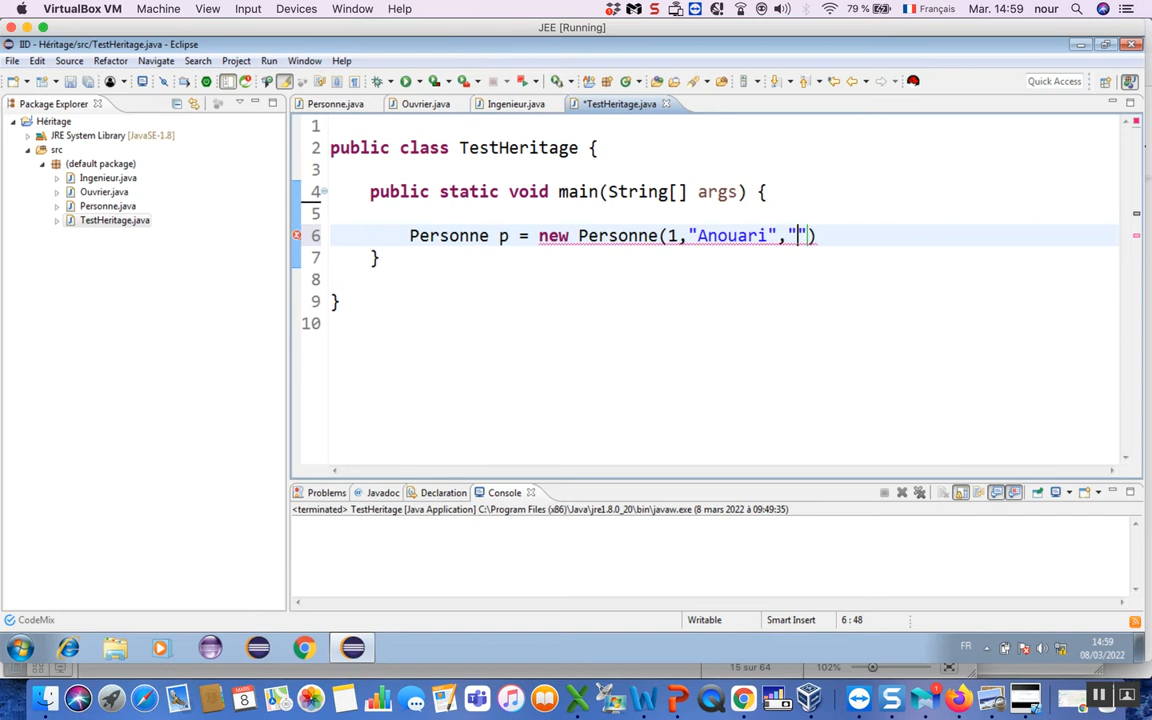 VirtualBox VM Machine View Input Devices Window Help 79 % Français Mar. 14:59 nour
JEE [Running]
IID - Héritage/src/TestHeritage.java - Eclipse
File Edit Source Refactor Navigate Search Project Run Window Help
Quick Access
Package Explorer
Personne.java Ouvrier.java Ingenieur.java *TestHeritage.java
Héritage
JRE System Library [JavaSE-1.8]
src
(default package)
Ingenieur.java
Ouvrier.java
Personne.java
TestHeritage.java
1
2 public class TestHeritage {
3
4 public static void main(String[] args) {
5
6 Personne p = new Personne(1,"Anouari","")
7 }
8
9 }
10
Problems Javadoc Declaration Console
<terminated> TestHeritage [Java Application] C:\Program Files (x86)\Java\jre1.8.0_20\bin\javaw.exe (8 mars 2022 à 09:49:35)
CodeMix Writable Smart Insert 6 : 48
FR 14:59
08/03/2022
15 sur 64 102%